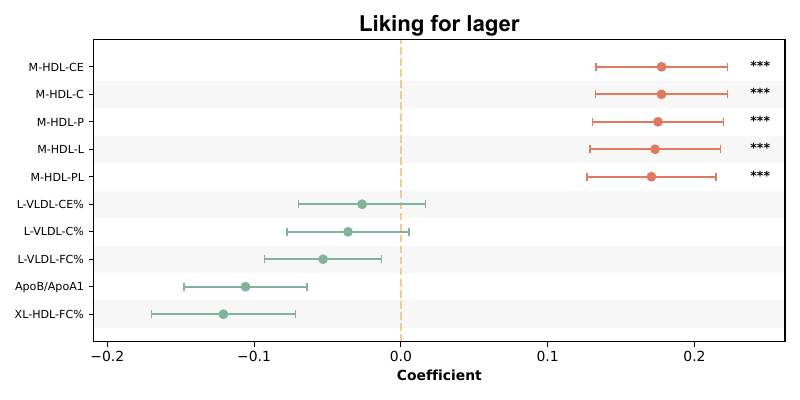 Liking for lager
M-HDL-CE ***
M-HDL-C ***
M-HDL-P ***
M-HDL-L ***
M-HDL-PL ***
L-VLDL-CE%
L-VLDL-C%
L-VLDL-FC%
ApoB/ApoA1
XL-HDL-FC%
−0.2 −0.1 0.0 0.1 0.2
Coefficient